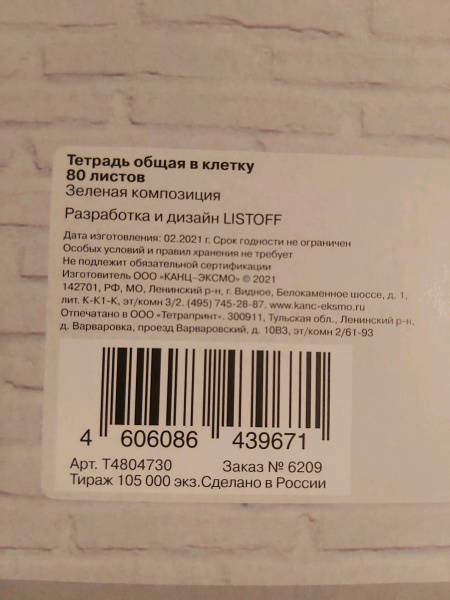 Тетрадь общая в клетку
80 листов
Зеленая композиция
Разработка и дизайн LISTOFF
Дата изготовления: 02.2021 г. Срок годности не ограничен
Особых условий и правил хранения не требует
Не подлежит обязательной сертификации
Изготовитель ООО «КАНЦ-ЭКСМО» © 2021
142701, РФ, МО, Ленинский р-н, г. Видное, Белокаменное шоссе, д. 1,
лит. К-К1-К, эт/комн 3/2. (495) 745-28-87. www.kanc-eksmo.ru
Отпечатано в ООО «Тетрапринт». 300911, Тульская обл., Ленинский р-н,
д. Варваровка, проезд Варваровский, д. 10В3, эт/комн 2/61-93
4 606086 439671
Арт. Т4804730 Заказ № 6209
Тираж 105 000 экз.Сделано в России